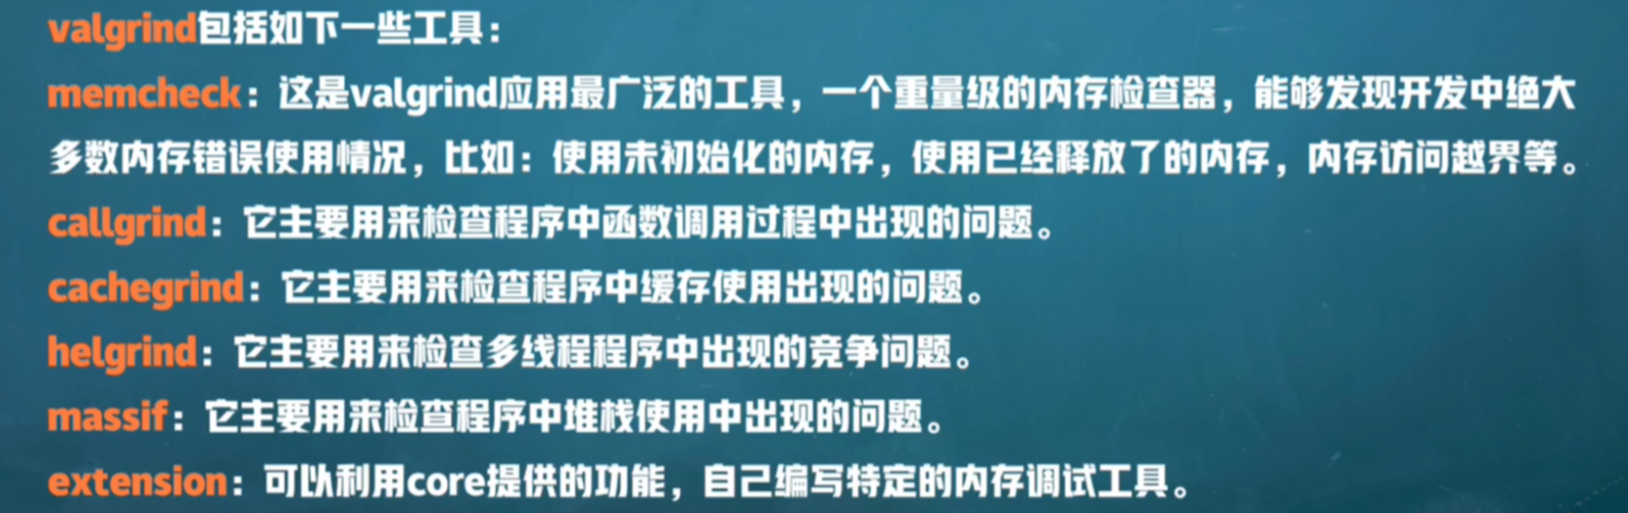 valgrind包括如下一些工具：
memcheck：这是valgrind应用最广泛的工具，一个重量级的内存检查器，能够发现开发中绝大
多数内存错误使用情况，比如：使用未初始化的内存，使用已经释放了的内存，内存访问越界等。
callgrind：它主要用来检查程序中函数调用过程中出现的问题。
cachegrind：它主要用来检查程序中缓存使用出现的问题。
helgrind：它主要用来检查多线程程序中出现的竞争问题。
massif：它主要用来检查程序中堆栈使用中出现的问题。
extension：可以利用core提供的功能，自己编写特定的内存调试工具。